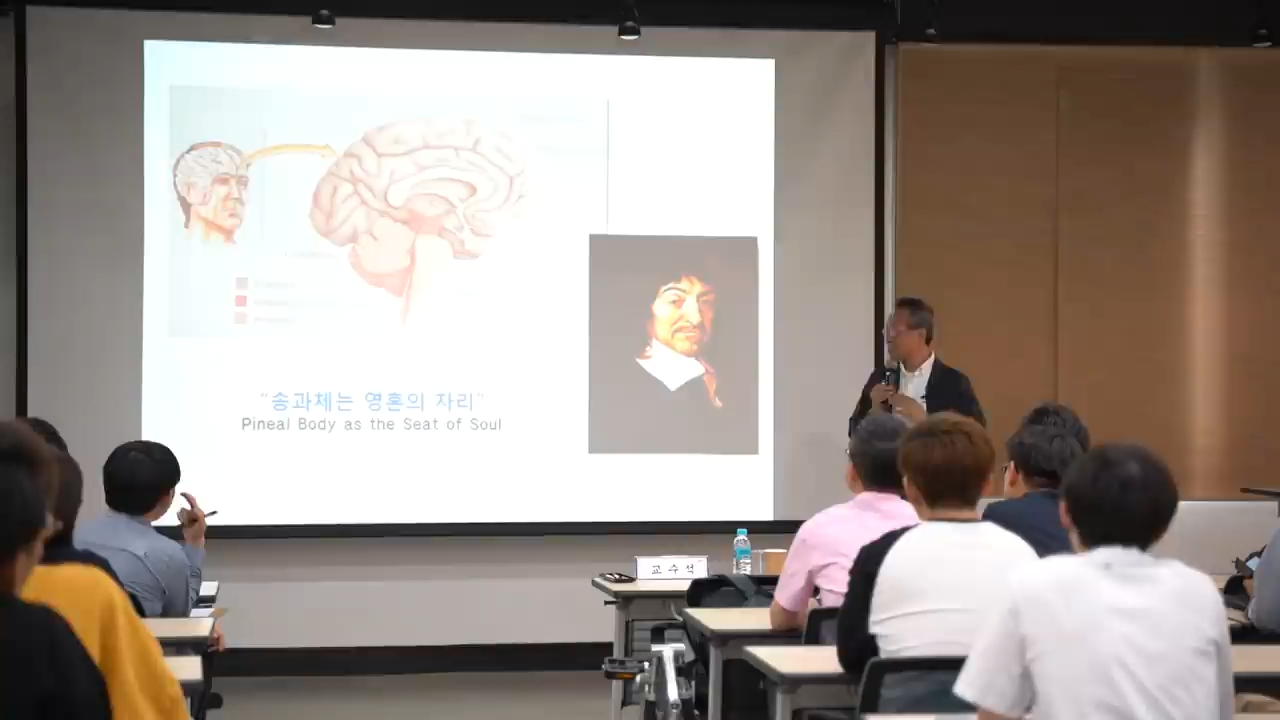 “송과체는 영혼의 자리”
Pineal Body as the Seat of Soul
교 수 석